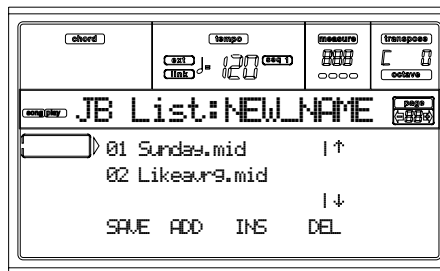 chord tempo measure transpose
ext link ♩= 120 seq 1 888 C 0
octave
song play JB List:NEW_NAME page
01 Sunday.mid |↑
02 Likeavrg.mid
|↓
SAVE ADD INS DEL